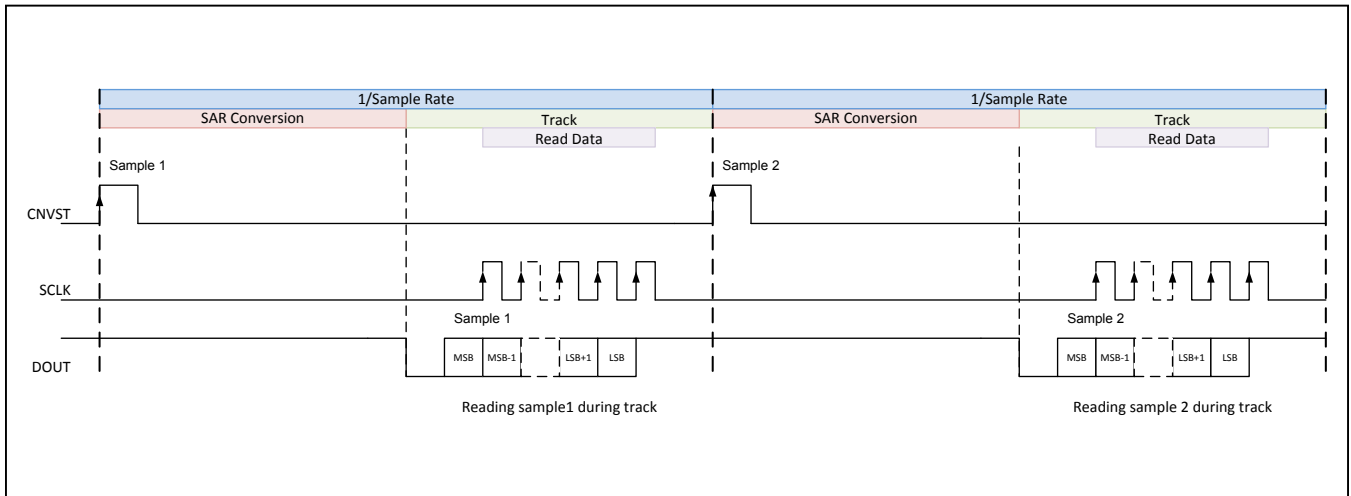 1/Sample Rate
1/Sample Rate
SAR Conversion
Track
SAR Conversion
Track
Read Data
Read Data
Sample 1
Sample 2
CNVST
SCLK
Sample 1
Sample 2
DOUT
MSB
MSB-1
LSB+1
LSB
MSB
MSB-1
LSB+1
LSB
Reading sample1 during track
Reading sample 2 during track